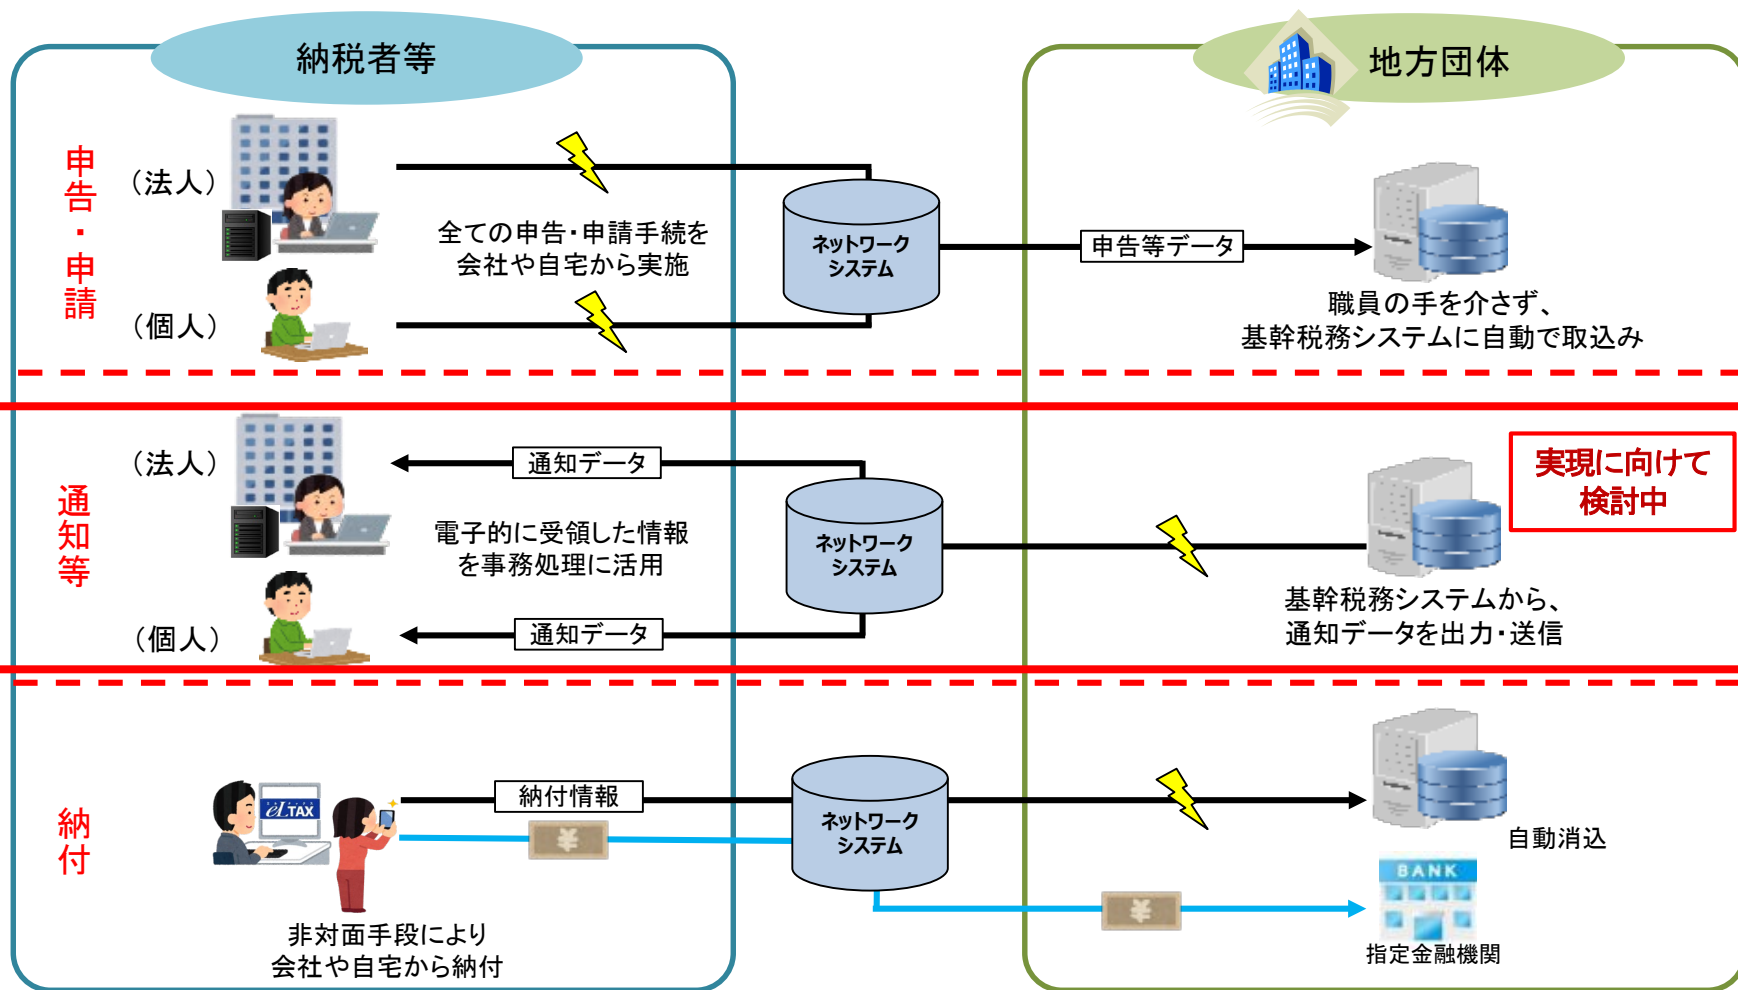 納税者等
地方団体
申告・申請
（法人）
全ての申告・申請手続を
会社や自宅から実施
（個人）
ネットワーク
システム
申告等データ
職員の手を介さず、
基幹税務システムに自動で取込み
通知等
（法人）
通知データ
電子的に受領した情報
を事務処理に活用
（個人）
通知データ
ネットワーク
システム
実現に向けて
検討中
基幹税務システムから、
通知データを出力・送信
納付
eLTAX
納付情報
¥
非対面手段により
会社や自宅から納付
ネットワーク
システム
¥
自動消込
BANK
指定金融機関